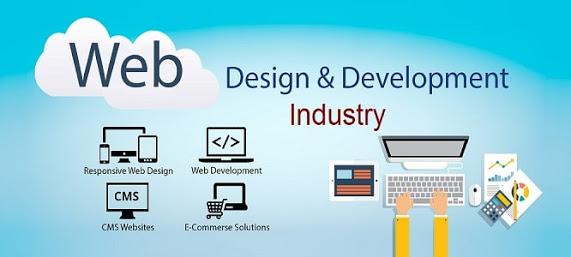 Web
Design & Development
Industry
Responsive Web Design
</>
Web Development
CMS
CMS Websites
E-Commerse Solutions